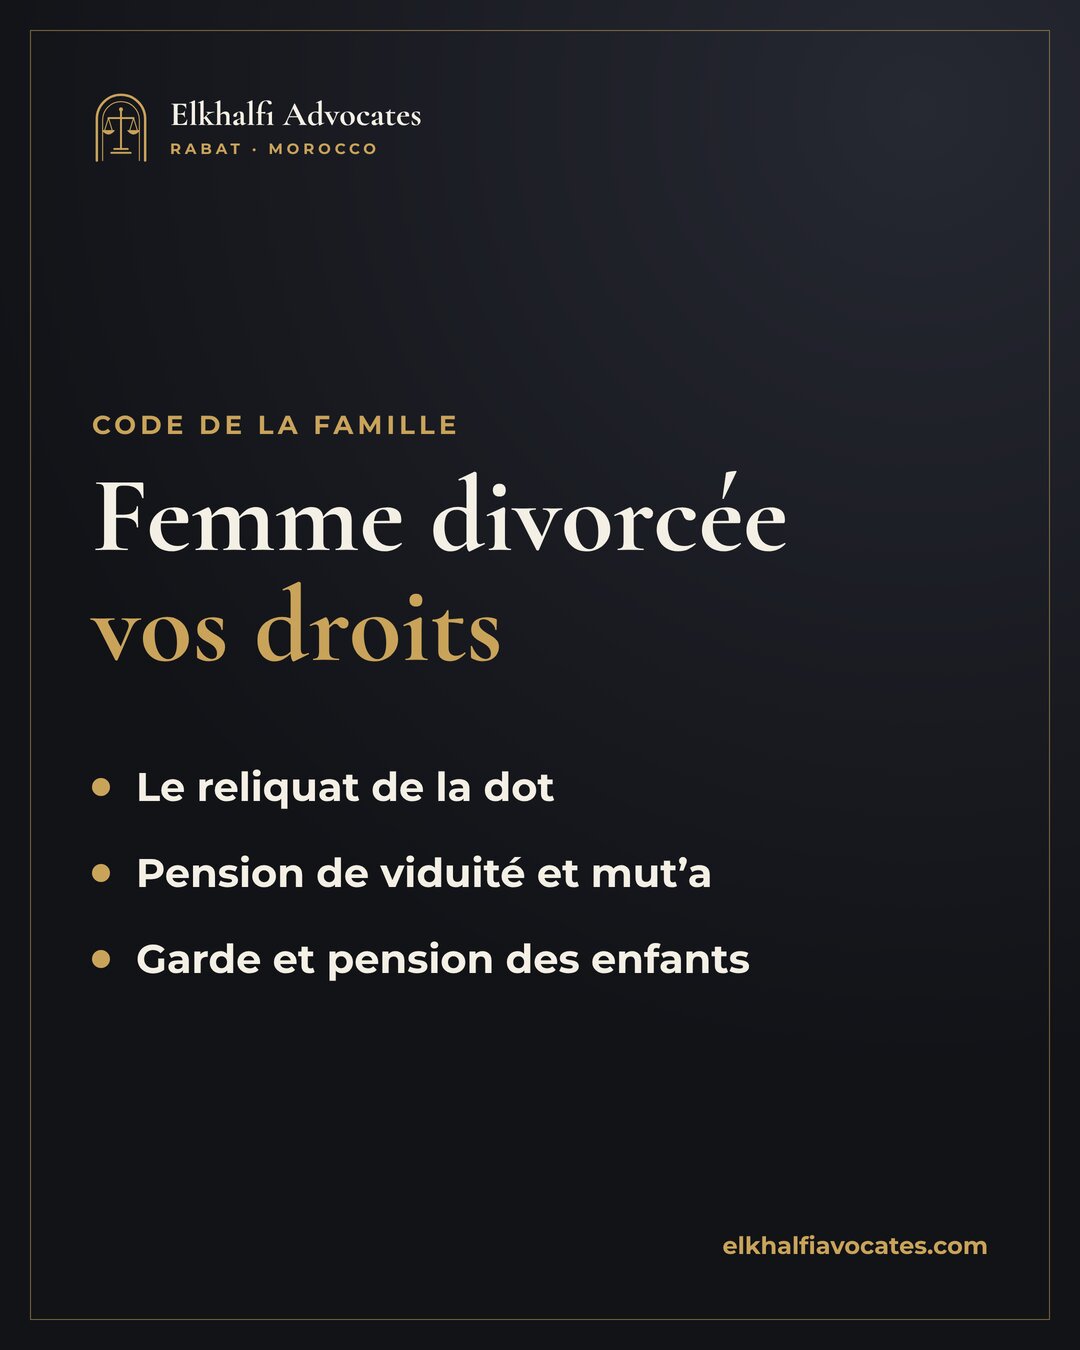 Elkhalfi Advocates
RABAT · MOROCCO
CODE DE LA FAMILLE
Femme divorcée
vos droits
Le reliquat de la dot
Pension de viduité et mut’a
Garde et pension des enfants
elkhalfiavocates.com